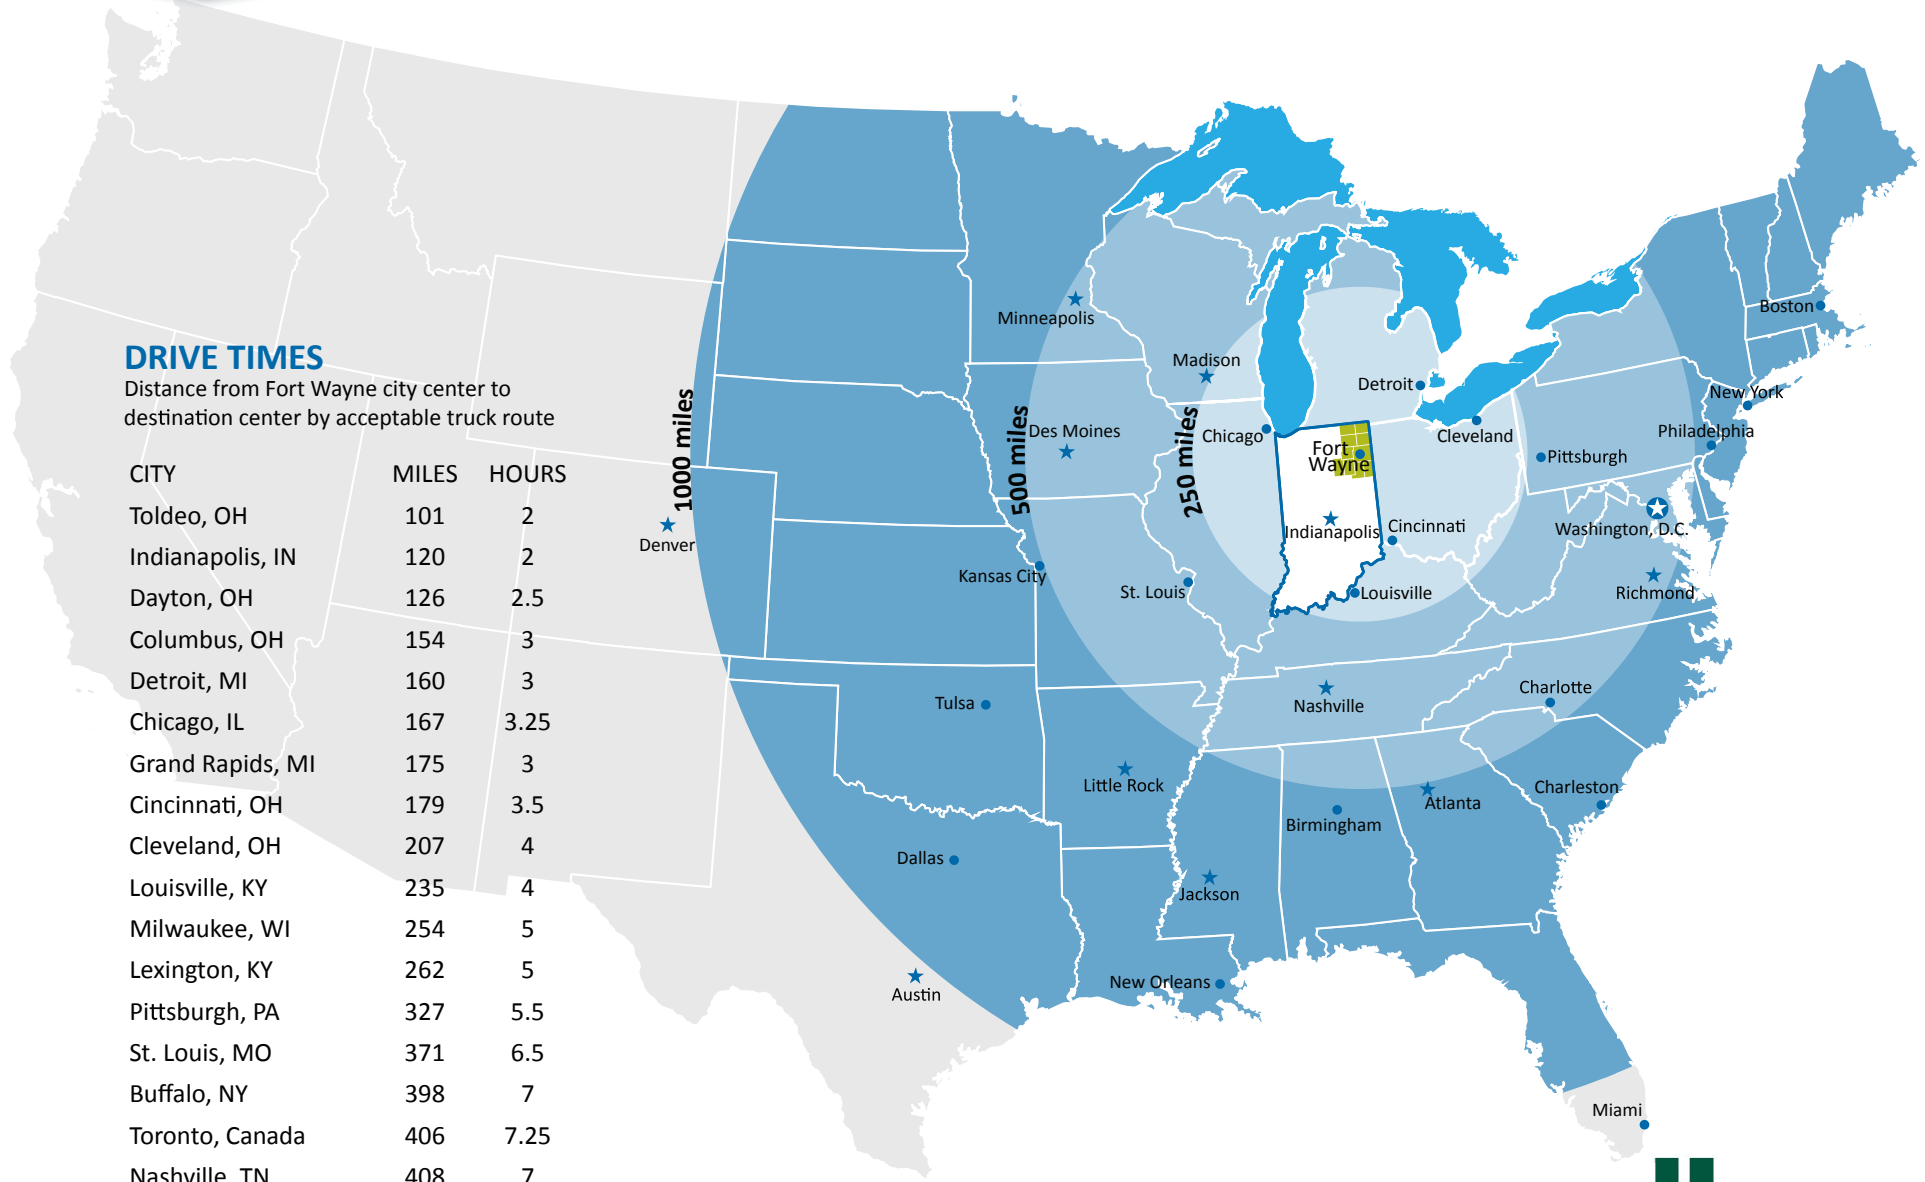 DRIVE TIMES
Distance from Fort Wayne city center to
destination center by acceptable truck route
CITY MILES HOURS
Toldeo, OH 101 2
Indianapolis, IN 120 2
Dayton, OH 126 2.5
Columbus, OH 154 3
Detroit, MI 160 3
Chicago, IL 167 3.25
Grand Rapids, MI 175 3
Cincinnati, OH 179 3.5
Cleveland, OH 207 4
Louisville, KY 235 4
Milwaukee, WI 254 5
Lexington, KY 262 5
Pittsburgh, PA 327 5.5
St. Louis, MO 371 6.5
Buffalo, NY 398 7
Toronto, Canada 406 7.25
Nashville, TN 408 7
1000 miles
500 miles
250 miles
Denver
Minneapolis
Madison
Des Moines
Chicago
Detroit
Cleveland
Fort
Wayne
Indianapolis
Cincinnati
Louisville
St. Louis
Kansas City
Pittsburgh
Boston
New York
Philadelphia
Washington, D.C.
Richmond
Tulsa
Nashville
Charlotte
Little Rock
Atlanta
Charleston
Birmingham
Dallas
Jackson
Austin
New Orleans
Miami